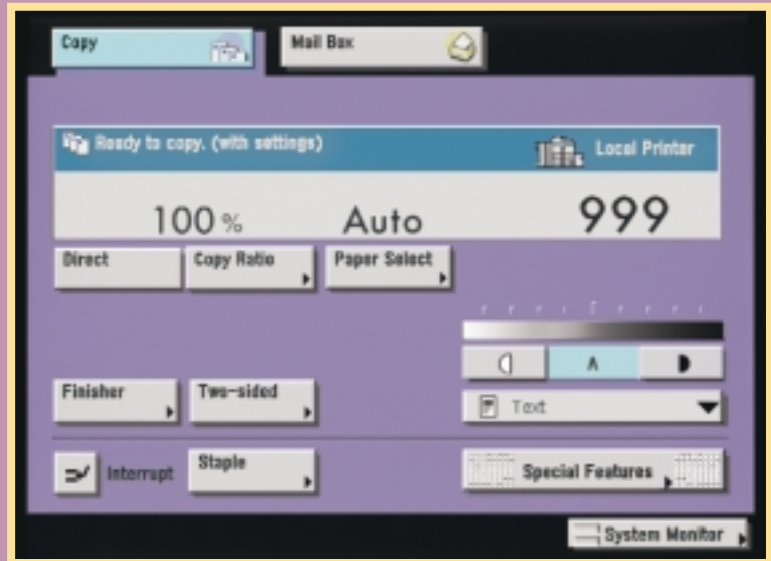 Copy
Mail Box
Ready to copy. (with settings)
Local Printer
100 %
Auto
999
Direct
Copy Ratio
Paper Select
A
Text
Finisher
Two-sided
Interrupt
Staple
Special Features
System Monitor